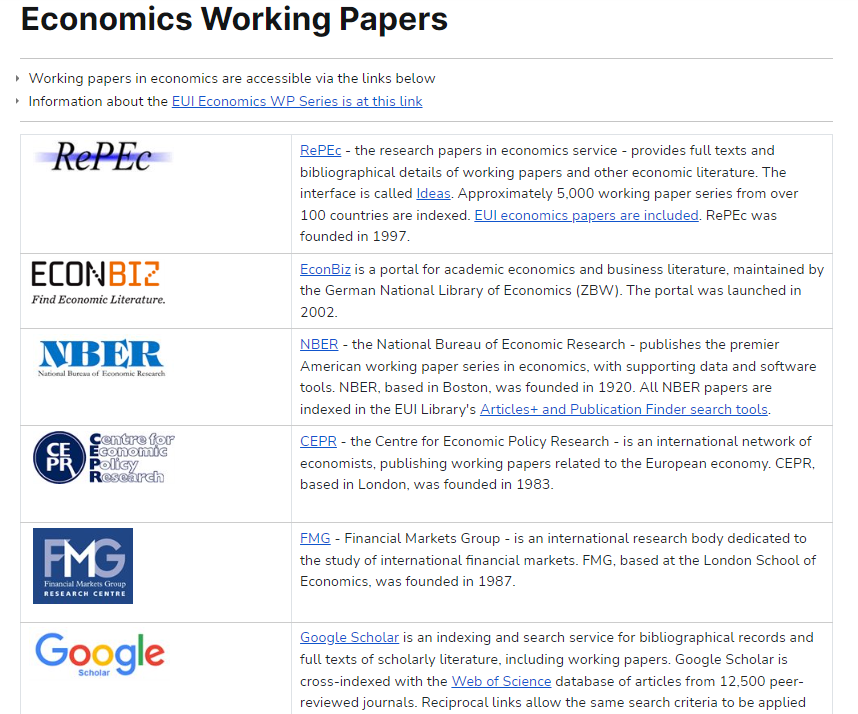 Economics Working Papers
Working papers in economics are accessible via the links below
Information about the EUI Economics WP Series is at this link
RePEc
RePEc - the research papers in economics service - provides full texts and
bibliographical details of working papers and other economic literature. The
interface is called Ideas. Approximately 5,000 working paper series from over
100 countries are indexed. EUI economics papers are included. RePEc was
founded in 1997.
ECONBIZ
Find Economic Literature.
EconBiz is a portal for academic economics and business literature, maintained by
the German National Library of Economics (ZBW). The portal was launched in
2002.
NBER
National Bureau of Economic Research
NBER - the National Bureau of Economic Research - publishes the premier
American working paper series in economics, with supporting data and software
tools. NBER, based in Boston, was founded in 1920. All NBER papers are
indexed in the EUI Library's Articles+ and Publication Finder search tools.
CE
PR
Centre for
Economic
Policy
Research
CEPR - the Centre for Economic Policy Research - is an international network of
economists, publishing working papers related to the European economy. CEPR,
based in London, was founded in 1983.
FMG
Financial Markets Group
RESEARCH CENTRE
FMG - Financial Markets Group - is an international research body dedicated to
the study of international financial markets. FMG, based at the London School of
Economics, was founded in 1987.
Google
Scholar
Google Scholar is an indexing and search service for bibliographical records and
full texts of scholarly literature, including working papers. Google Scholar is
cross-indexed with the Web of Science database of articles from 12,500 peer-
reviewed journals. Reciprocal links allow the same search criteria to be applied